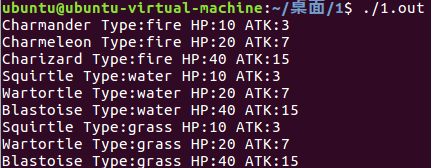 ubuntu@ubuntu-virtual-machine:~/桌面/1$ ./1.out
Charmander Type:fire HP:10 ATK:3
Charmeleon Type:fire HP:20 ATK:7
Charizard Type:fire HP:40 ATK:15
Squirtle Type:water HP:10 ATK:3
Wartortle Type:water HP:20 ATK:7
Blastoise Type:water HP:40 ATK:15
Squirtle Type:grass HP:10 ATK:3
Wartortle Type:grass HP:20 ATK:7
Blastoise Type:grass HP:40 ATK:15